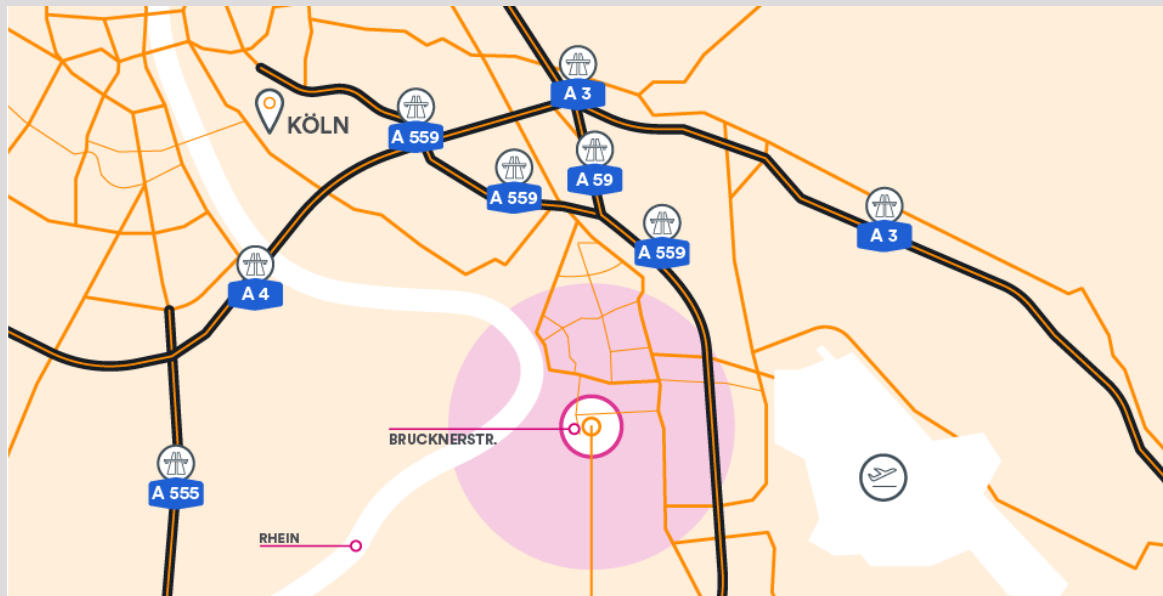 A 3
KÖLN
A 559
A 59
A 559
A 559
A 3
A 4
BRUCKNERSTR.
A 555
RHEIN